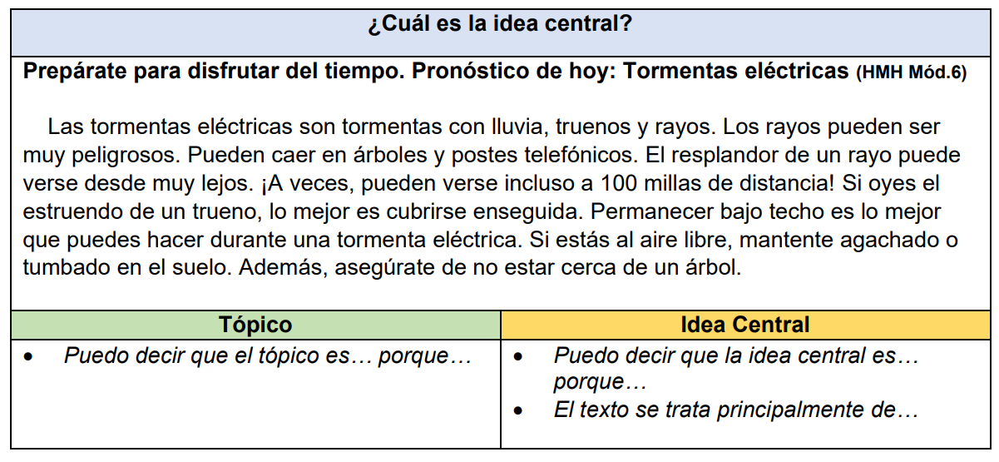 ¿Cuál es la idea central?
Prepárate para disfrutar del tiempo. Pronóstico de hoy: Tormentas eléctricas (HMH Mód.6)
Las tormentas eléctricas son tormentas con lluvia, truenos y rayos. Los rayos pueden ser
muy peligrosos. Pueden caer en árboles y postes telefónicos. El resplandor de un rayo puede
verse desde muy lejos. ¡A veces, pueden verse incluso a 100 millas de distancia! Si oyes el
estruendo de un trueno, lo mejor es cubrirse enseguida. Permanecer bajo techo es lo mejor
que puedes hacer durante una tormenta eléctrica. Si estás al aire libre, mantente agachado o
tumbado en el suelo. Además, asegúrate de no estar cerca de un árbol.
Tópico
• Puedo decir que el tópico es… porque…
Idea Central
• Puedo decir que la idea central es…
porque…
• El texto se trata principalmente de…